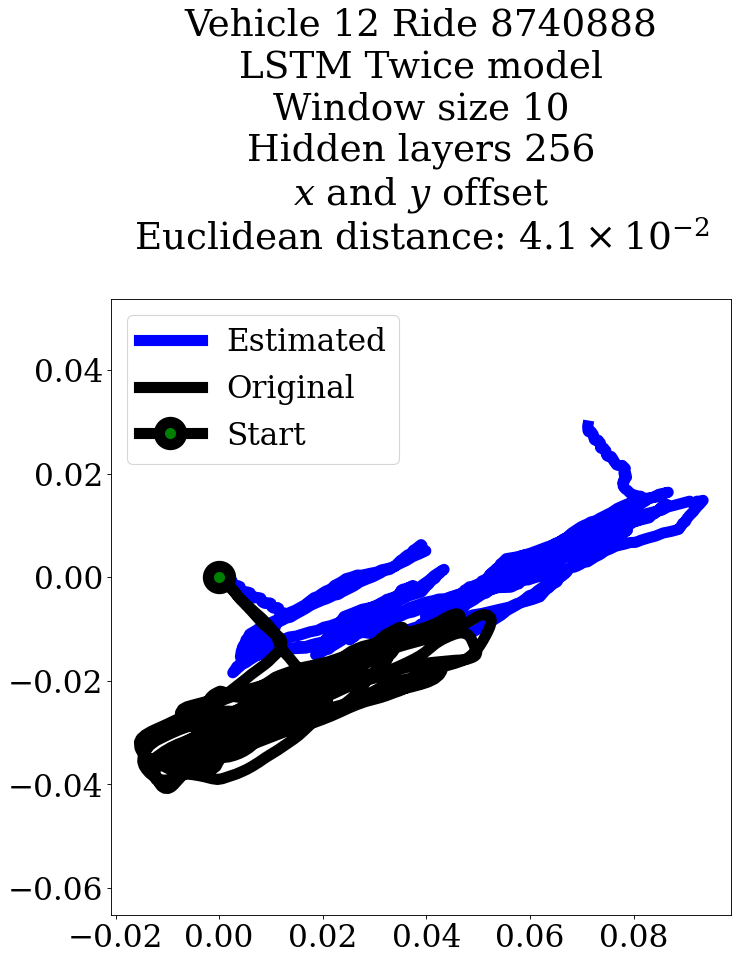 Vehicle 12 Ride 8740888
LSTM Twice model
Window size 10
Hidden layers 256
x and y offset
Euclidean distance: 4.1 × 10⁻²
Estimated
Original
Start
0.04
0.02
0.00
−0.02
−0.04
−0.06
−0.02 0.00 0.02 0.04 0.06 0.08